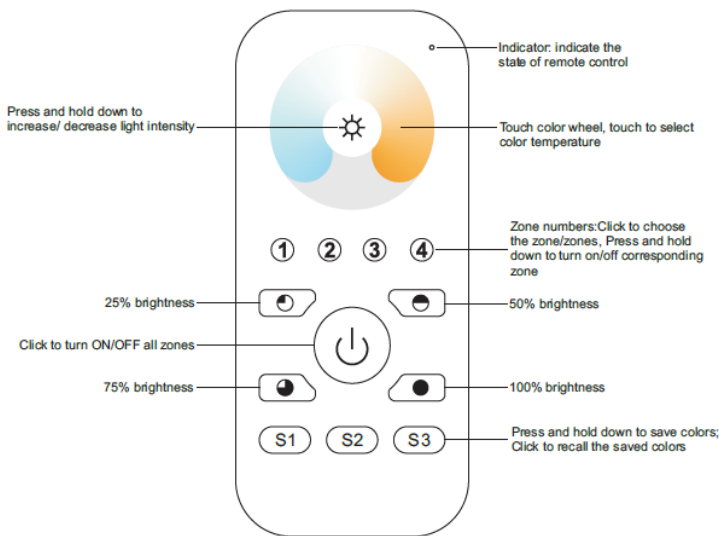 Indicator: indicate the
state of remote control
Press and hold down to
increase/ decrease light intensity
Touch color wheel, touch to select
color temperature
Zone numbers:Click to choose
the zone/zones, Press and hold
down to turn on/off corresponding
zone
1 2 3 4
25% brightness
50% brightness
Click to turn ON/OFF all zones
75% brightness
100% brightness
S1 S2 S3
Press and hold down to save colors;
Click to recall the saved colors